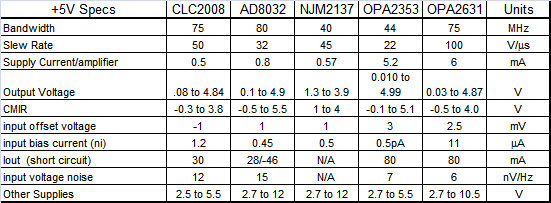 +5V Specs CLC2008 AD8032 NJM2137 OPA2353 OPA2631 Units
Bandwidth 75 80 40 44 75 MHz
Slew Rate 50 32 45 22 100 V/µs
Supply Current/amplifier 0.5 0.8 0.57 5.2 6 mA
Output Voltage .08 to 4.84 0.1 to 4.9 1.3 to 3.9 0.010 to 4.99 0.03 to 4.87 V
CMIR -0.3 to 3.8 -0.5 to 5.5 1 to 4 -0.1 to 5.1 -0.5 to 4.0 V
input offset voltage -1 1 1 3 2.5 mV
input bias current (ni) 1.2 0.45 0.5 0.5pA 11 µA
Iout (short circuit) 30 28/-46 N/A 80 80 mA
input voltage noise 12 15 N/A 7 6 nV/Hz
Other Supplies 2.5 to 5.5 2.7 to 12 2.7 to 12 2.7 to 5.5 2.7 to 10.5 V